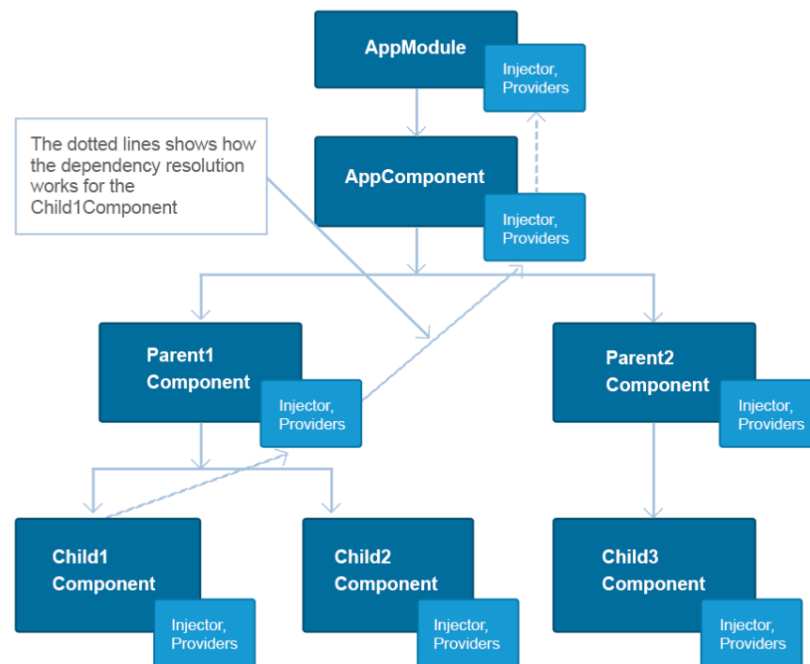 AppModule
Injector,
Providers
The dotted lines shows how
the dependency resolution
works for the
Child1Component
AppComponent
Injector,
Providers
Parent1
Component
Injector,
Providers
Parent2
Component
Injector,
Providers
Child1
Component
Injector,
Providers
Child2
Component
Injector,
Providers
Child3
Component
Injector,
Providers